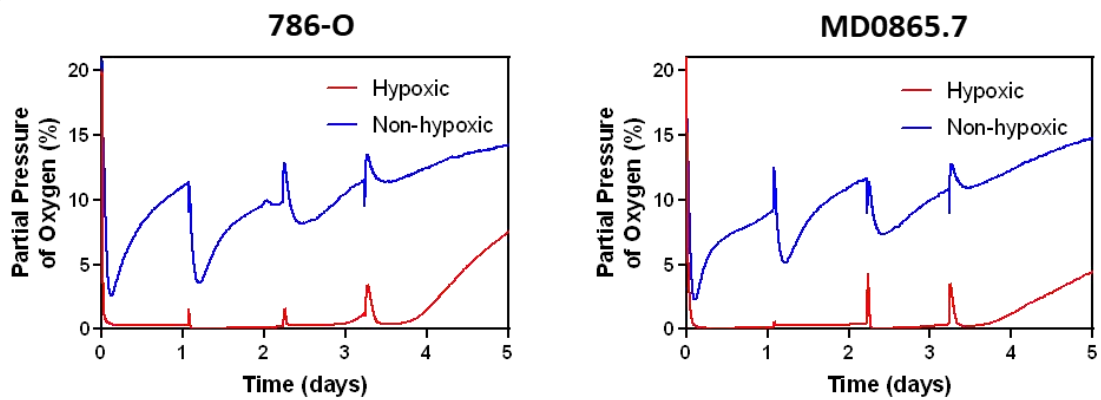 786-O
20
15
10
5
0
Partial Pressure
of Oxygen (%)
Hypoxic
Non-hypoxic
0
1
2
3
4
5
Time (days)
MD0865.7
20
15
10
5
0
Partial Pressure
of Oxygen (%)
Hypoxic
Non-hypoxic
0
1
2
3
4
5
Time (days)